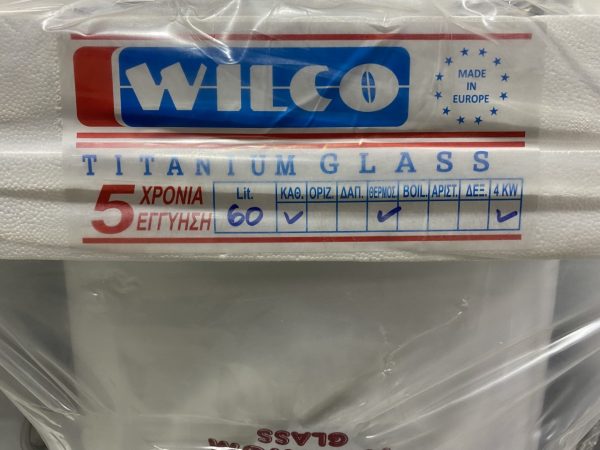 WILCO
MADE
IN
EUROPE
TITANIUM GLASS
5 ΧΡΟΝΙΑ
ΕΓΓΥΗΣΗ
Lit. ΚΑΘ. ΟΡΙΖ. ΔΑΠ. ΘΕΡΜΟΣ BOIL. ΑΡΙΣΤ. ΔΕΞ. 4 KW
60 ✓ ✓ ✓
GLASS